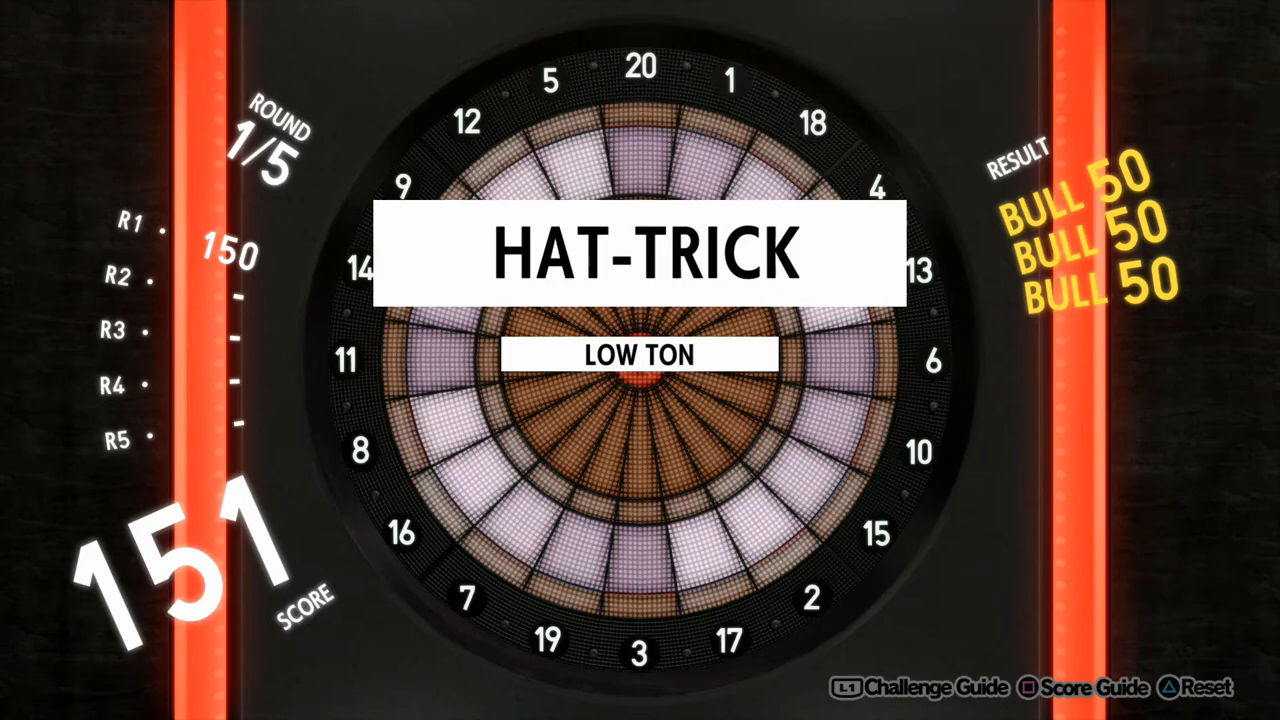 ROUND
1/5
R1 150
R2 -
R3 -
R4 -
R5 -
151
SCORE
20
1
18
4
13
6
10
15
2
17
3
19
7
16
8
11
14
9
12
5
HAT-TRICK
LOW TON
RESULT
BULL 50
BULL 50
BULL 50
L1 Challenge Guide Score Guide Reset